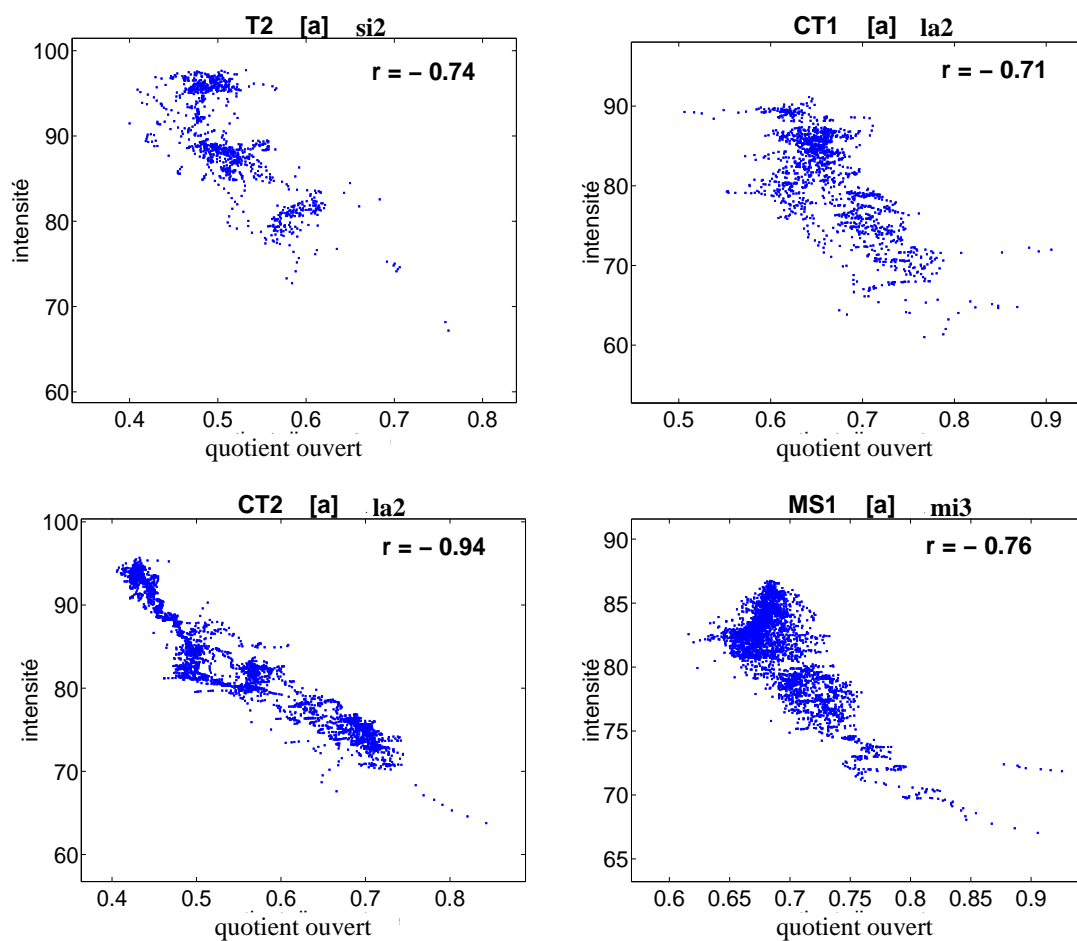 T2 [a] si2
r = − 0.74
intensité
100
90
80
70
60
0.4 0.5 0.6 0.7 0.8
quotient ouvert
CT1 [a] la2
r = − 0.71
intensité
90
80
70
60
0.5 0.6 0.7 0.8 0.9
quotient ouvert
CT2 [a] la2
r = − 0.94
intensité
100
90
80
70
60
0.4 0.5 0.6 0.7 0.8
quotient ouvert
MS1 [a] mi3
r = − 0.76
intensité
90
85
80
75
70
65
0.6 0.65 0.7 0.75 0.8 0.85 0.9
quotient ouvert